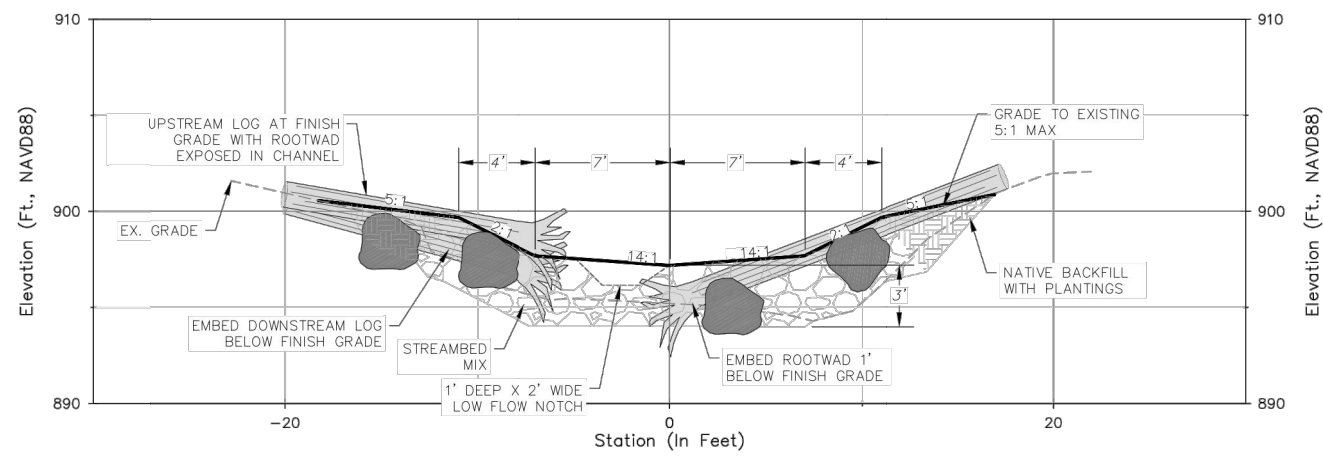 910
910
UPSTREAM LOG AT FINISH
GRADE WITH ROOTWAD
EXPOSED IN CHANNEL
GRADE TO EXISTING
5:1 MAX
4'
7'
7'
4'
5:1
2:1
14:1
14:1
2:1
5:1
Elevation (Ft., NAVD88)
900
900
Elevation (Ft., NAVD88)
EX. GRADE
3'
NATIVE BACKFILL
WITH PLANTINGS
EMBED DOWNSTREAM LOG
BELOW FINISH GRADE
STREAMBED
MIX
EMBED ROOTWAD 1'
BELOW FINISH GRADE
1' DEEP X 2' WIDE
LOW FLOW NOTCH
890
890
-20
0
20
Station (In Feet)